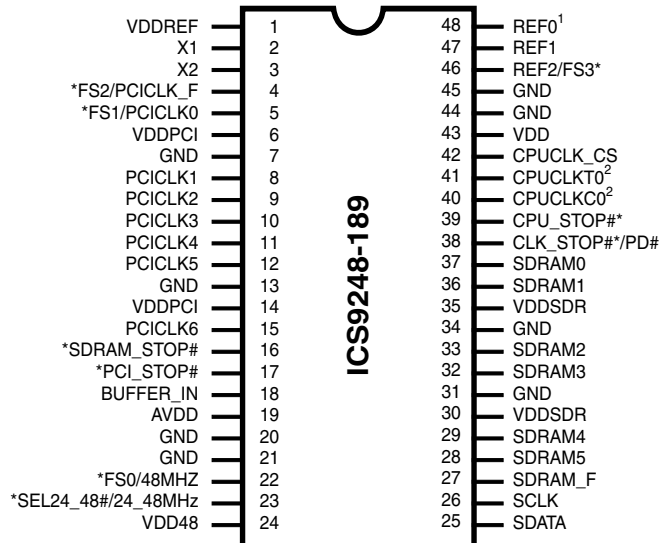 VDDREF 1 48 REF0¹
X1 2 47 REF1
X2 3 46 REF2/FS3*
*FS2/PCICLK_F 4 45 GND
*FS1/PCICLK0 5 44 GND
VDDPCI 6 43 VDD
GND 7 42 CPUCLK_CS
PCICLK1 8 41 CPUCLKT0²
PCICLK2 9 40 CPUCLKC0²
PCICLK3 10 39 CPU_STOP#*
PCICLK4 11 38 CLK_STOP#*/PD#
PCICLK5 12 37 SDRAM0
GND 13 36 SDRAM1
VDDPCI 14 35 VDDSDR
PCICLK6 15 34 GND
*SDRAM_STOP# 16 33 SDRAM2
*PCI_STOP# 17 32 SDRAM3
BUFFER_IN 18 31 GND
AVDD 19 30 VDDSDR
GND 20 29 SDRAM4
GND 21 28 SDRAM5
*FS0/48MHZ 22 27 SDRAM_F
*SEL24_48#/24_48MHz 23 26 SCLK
VDD48 24 25 SDATA
ICS9248-189